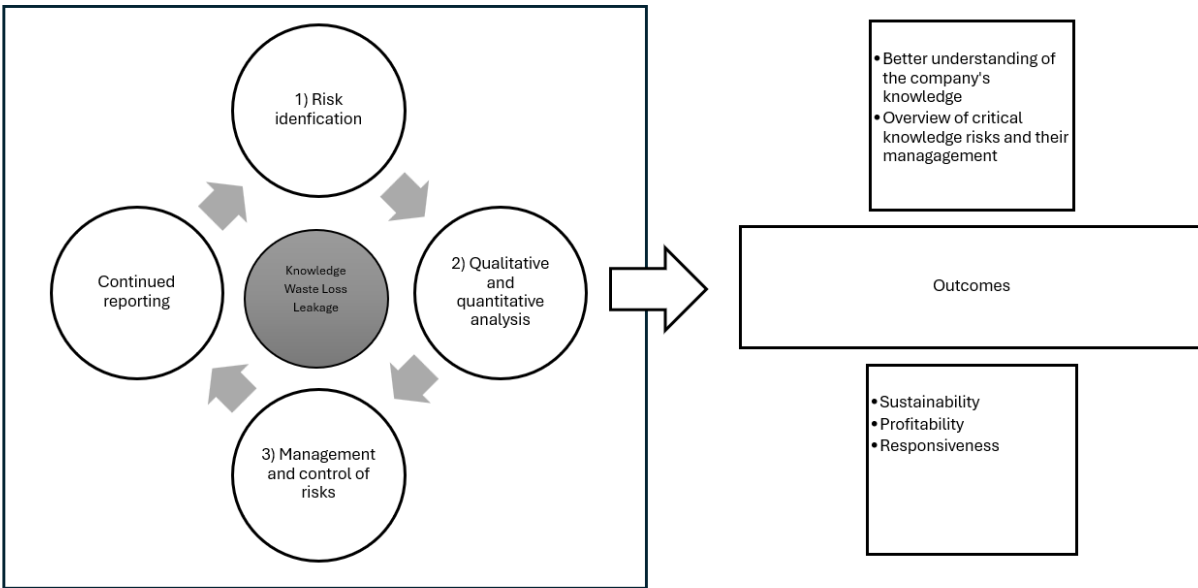 1) Risk
idenfication
2) Qualitative
and
quantitative
analysis
3) Management
and control of
risks
Continued
reporting
Knowledge
Waste Loss
Leakage
• Better understanding of
the company's
knowledge
• Overview of critical
knowledge risks and their
managagement
Outcomes
• Sustainability
• Profitability
• Responsiveness